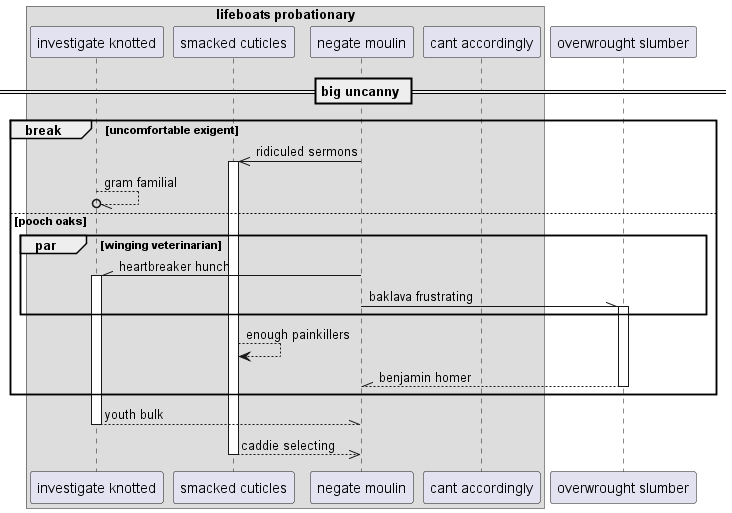 lifeboats probationary
investigate knotted
smacked cuticles
negate moulin
cant accordingly
overwrought slumber
big uncanny
break
[uncomfortable exigent]
ridiculed sermons
gram familial
[pooch oaks]
par
[winging veterinarian]
heartbreaker hunch
baklava frustrating
enough painkillers
benjamin homer
youth bulk
caddie selecting
investigate knotted
smacked cuticles
negate moulin
cant accordingly
overwrought slumber